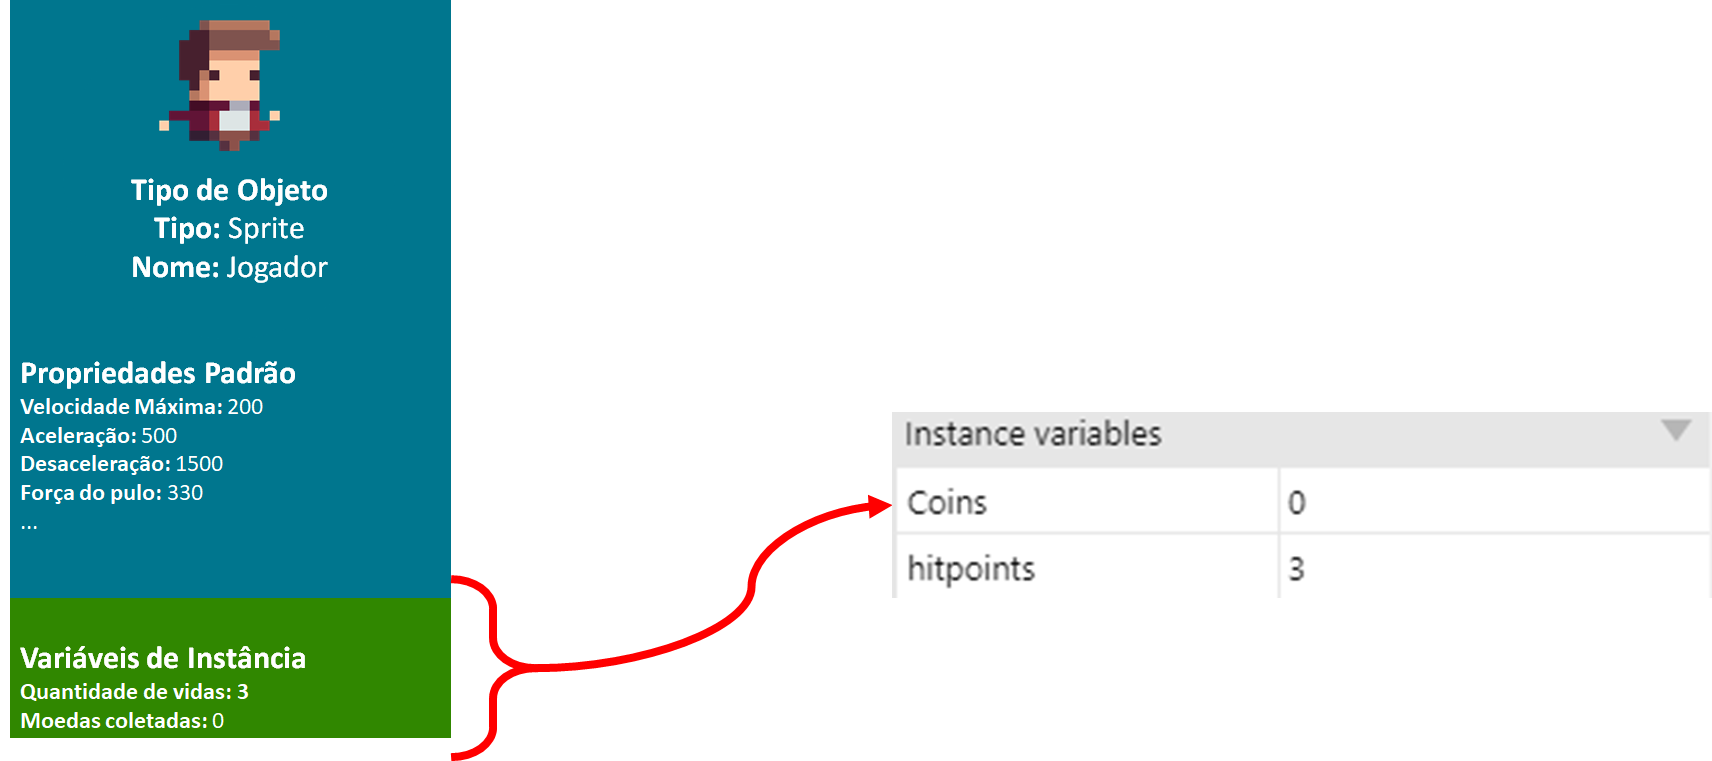 Tipo de Objeto
Tipo: Sprite
Nome: Jogador
Propriedades Padrão
Velocidade Máxima: 200
Aceleração: 500
Desaceleração: 1500
Força do pulo: 330
...
Variáveis de Instância
Quantidade de vidas: 3
Moedas coletadas: 0
Instance variables
Coins 0
hitpoints 3